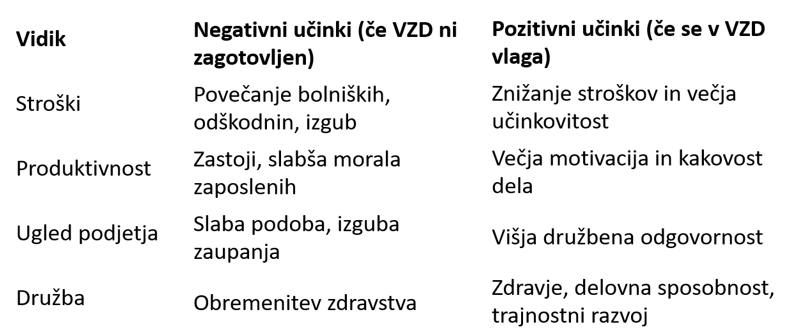 Vidik
Negativni učinki (če VZD ni
zagotovljen)
Pozitivni učinki (če se v VZD
vlaga)
Stroški
Povečanje bolniških,
odškodnin, izgub
Znižanje stroškov in večja
učinkovitost
Produktivnost
Zastoji, slabša morala
zaposlenih
Večja motivacija in kakovost
dela
Ugled podjetja
Slaba podoba, izguba
zaupanja
Višja družbena odgovornost
Družba
Obremenitev zdravstva
Zdravje, delovna sposobnost,
trajnostni razvoj